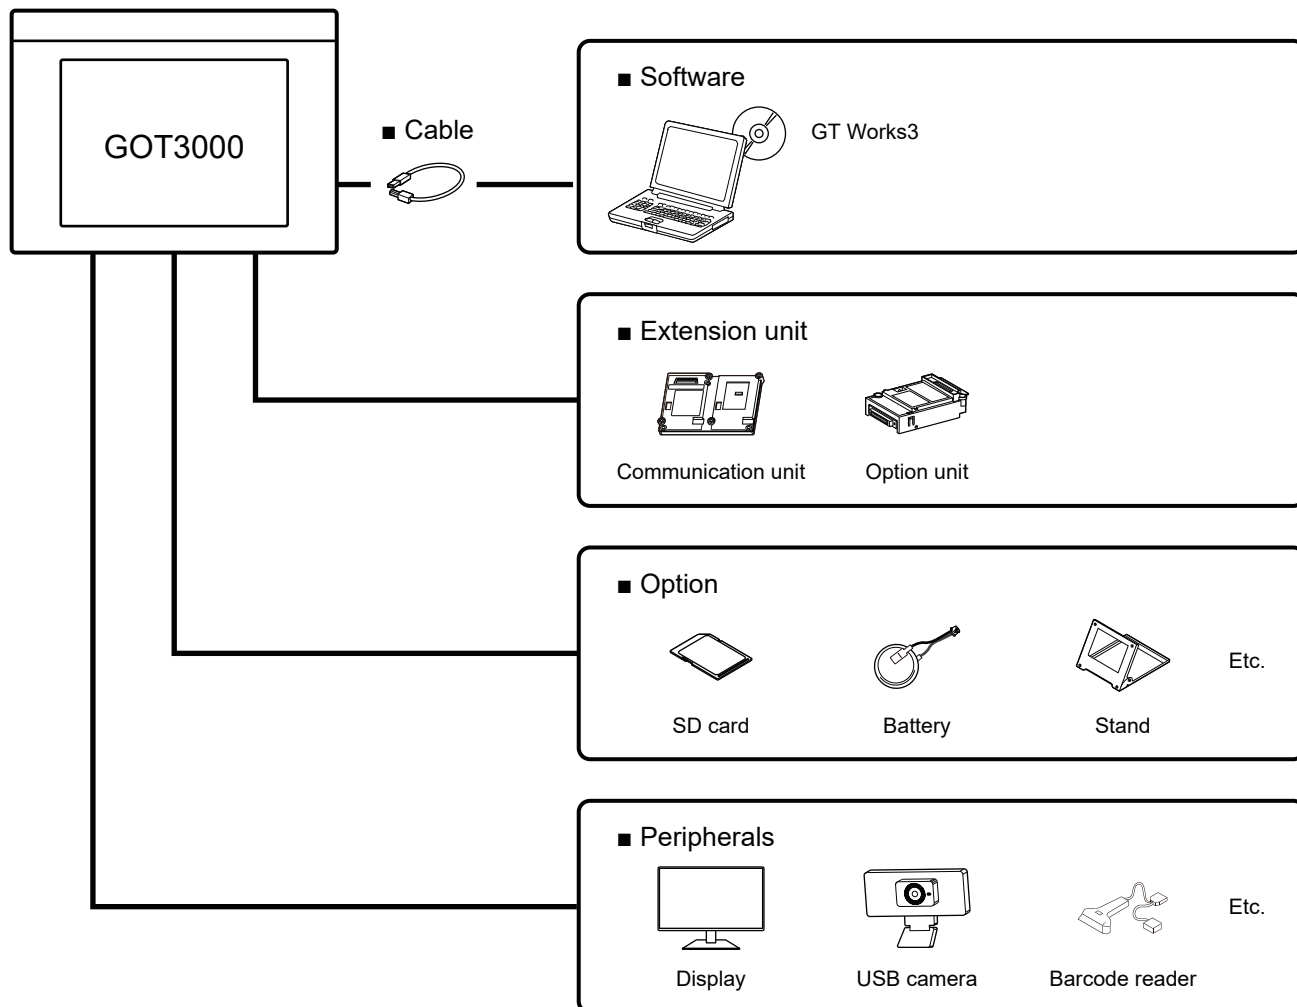 GOT3000
■ Cable
■ Software
GT Works3
■ Extension unit
Communication unit
Option unit
■ Option
SD card
Battery
Stand
Etc.
■ Peripherals
Display
USB camera
Barcode reader
Etc.